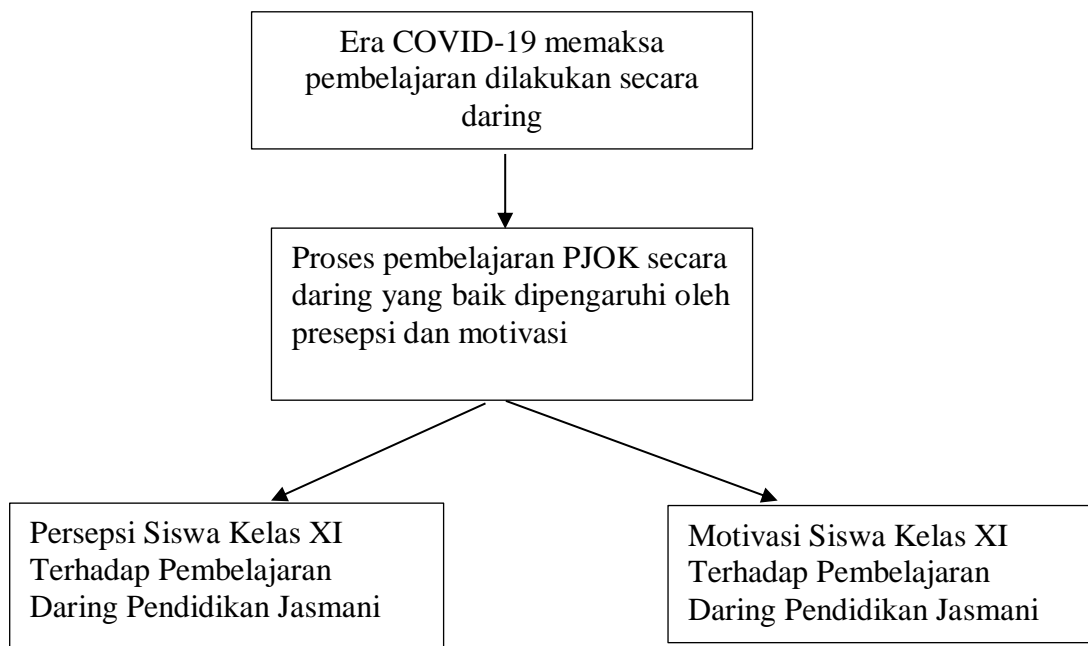 Era COVID-19 memaksa
pembelajaran dilakukan secara
daring
Proses pembelajaran PJOK secara
daring yang baik dipengaruhi oleh
presepsi dan motivasi
Persepsi Siswa Kelas XI
Terhadap Pembelajaran
Daring Pendidikan Jasmani
Motivasi Siswa Kelas XI
Terhadap Pembelajaran
Daring Pendidikan Jasmani